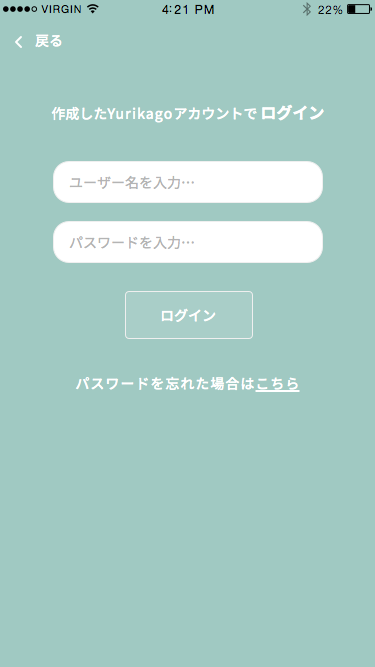 VIRGIN 4:21 PM 22%
戻る
作成したYurikagoアカウントで ログイン
ユーザー名を入力…
パスワードを入力…
ログイン
パスワードを忘れた場合はこちら